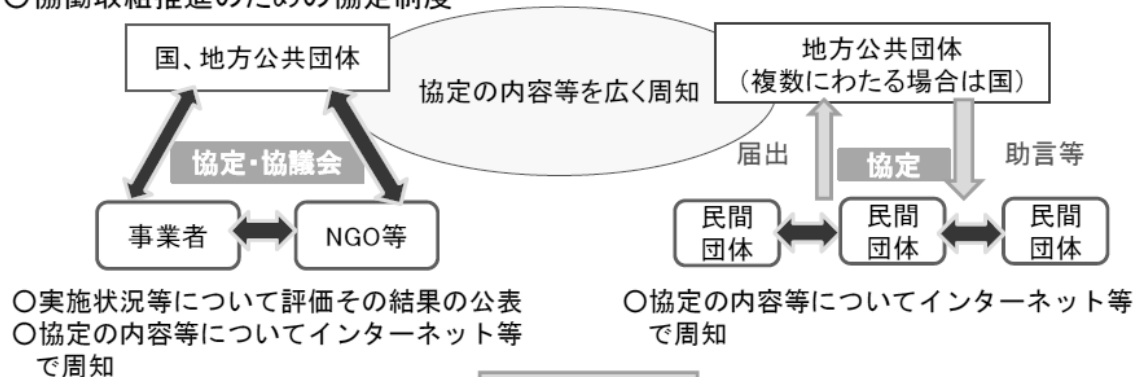 〇協働取組推進のための協定制度
国、地方公共団体
協定の内容等を広く周知
地方公共団体
（複数にわたる場合は国）
協定・協議会
届出
協定
助言等
事業者
NGO等
民間
団体
民間
団体
民間
団体
〇実施状況等について評価その結果の公表
〇協定の内容等についてインターネット等
で周知
〇協定の内容等についてインターネット等
で周知